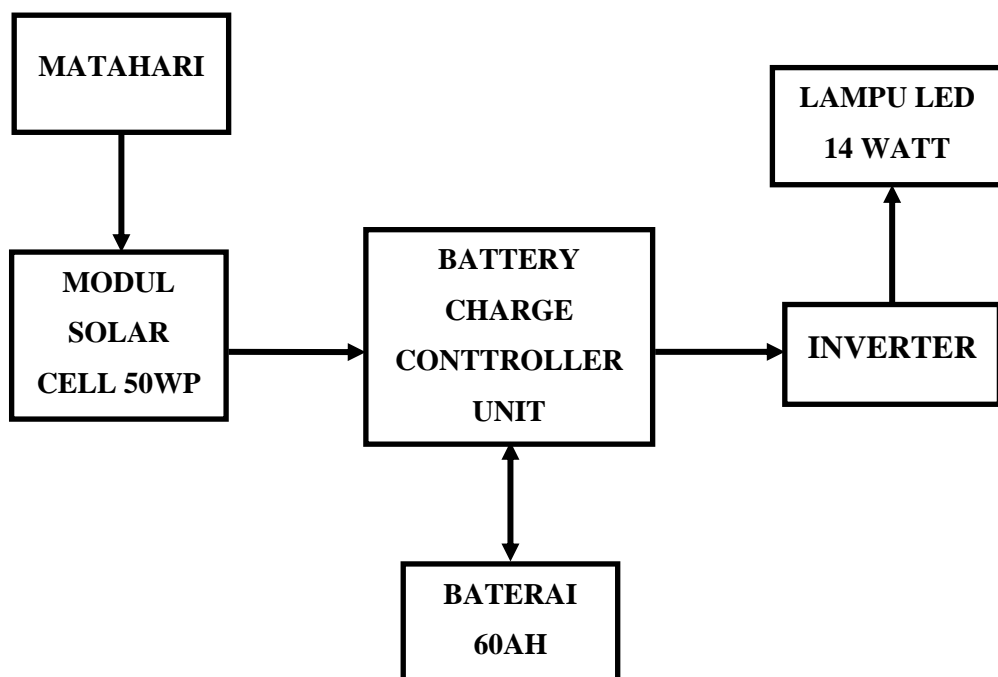 MATAHARI
MODUL
SOLAR
CELL 50WP
BATTERY
CHARGE
CONTTROLLER
UNIT
BATERAI
60AH
INVERTER
LAMPU LED
14 WATT